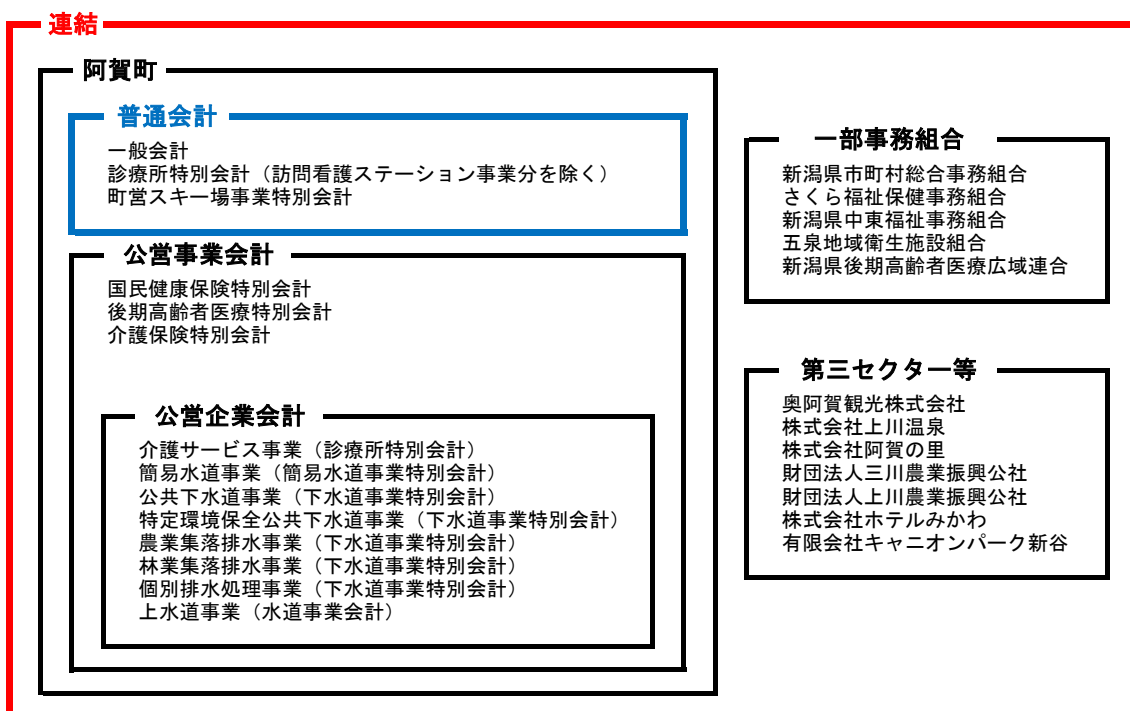 連結
阿賀町
普通会計
一般会計
診療所特別会計（訪問看護ステーション事業分を除く）
町営スキー場事業特別会計
公営事業会計
国民健康保険特別会計
後期高齢者医療特別会計
介護保険特別会計
公営企業会計
介護サービス事業（診療所特別会計）
簡易水道事業（簡易水道事業特別会計）
公共下水道事業（下水道事業特別会計）
特定環境保全公共下水道事業（下水道事業特別会計）
農業集落排水事業（下水道事業特別会計）
林業集落排水事業（下水道事業特別会計）
個別排水処理事業（下水道事業特別会計）
上水道事業（水道事業会計）
一部事務組合
新潟県市町村総合事務組合
さくら福祉保健事務組合
新潟県中東福祉事務組合
五泉地域衛生施設組合
新潟県後期高齢者医療広域連合
第三セクター等
奥阿賀観光株式会社
株式会社上川温泉
株式会社阿賀の里
財団法人三川農業振興公社
財団法人上川農業振興公社
株式会社ホテルみかわ
有限会社キャニオンパーク新谷